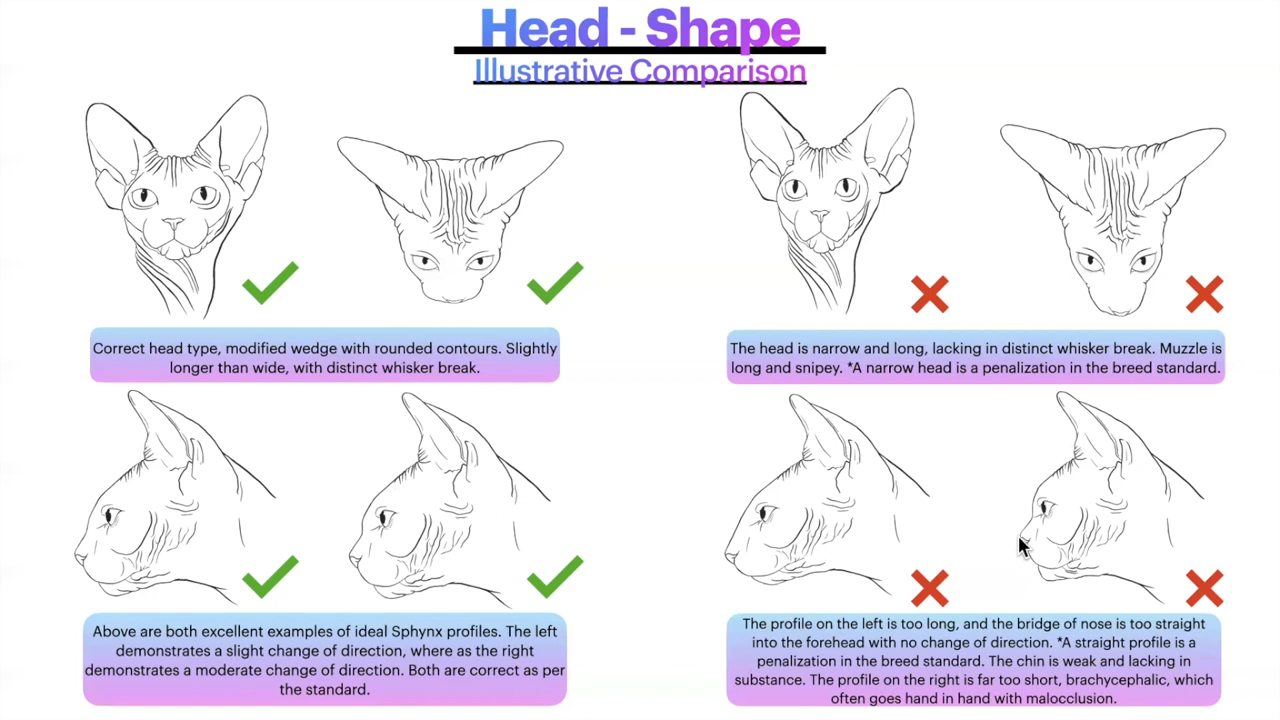 Head - Shape
Illustrative Comparison
Correct head type, modified wedge with rounded contours. Slightly
longer than wide, with distinct whisker break.
The head is narrow and long, lacking in distinct whisker break. Muzzle is
long and snipey. *A narrow head is a penalization in the breed standard.
Above are both excellent examples of ideal Sphynx profiles. The left
demonstrates a slight change of direction, where as the right
demonstrates a moderate change of direction. Both are correct as per
the standard.
The profile on the left is too long, and the bridge of nose is too straight
into the forehead with no change of direction. *A straight profile is a
penalization in the breed standard. The chin is weak and lacking in
substance. The profile on the right is far too short, brachycephalic, which
often goes hand in hand with malocclusion.